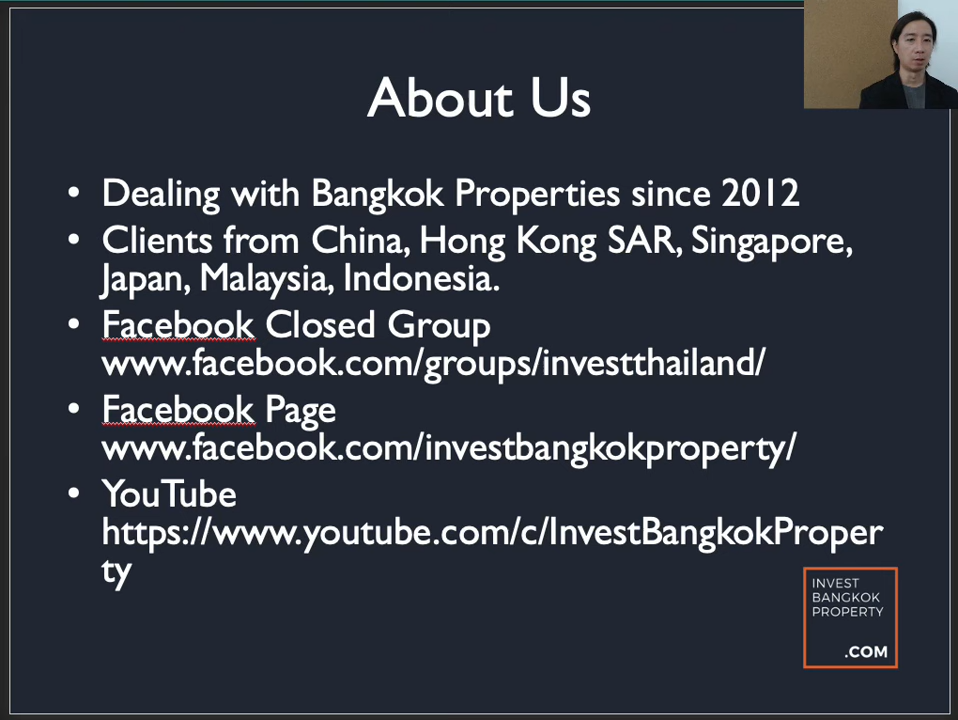 About Us
• Dealing with Bangkok Properties since 2012
• Clients from China, Hong Kong SAR, Singapore,
Japan, Malaysia, Indonesia.
• Facebook Closed Group
www.facebook.com/groups/investthailand/
• Facebook Page
www.facebook.com/investbangkokproperty/
• YouTube
https://www.youtube.com/c/InvestBangkokProper
ty
INVEST
BANGKOK
PROPERTY
.COM